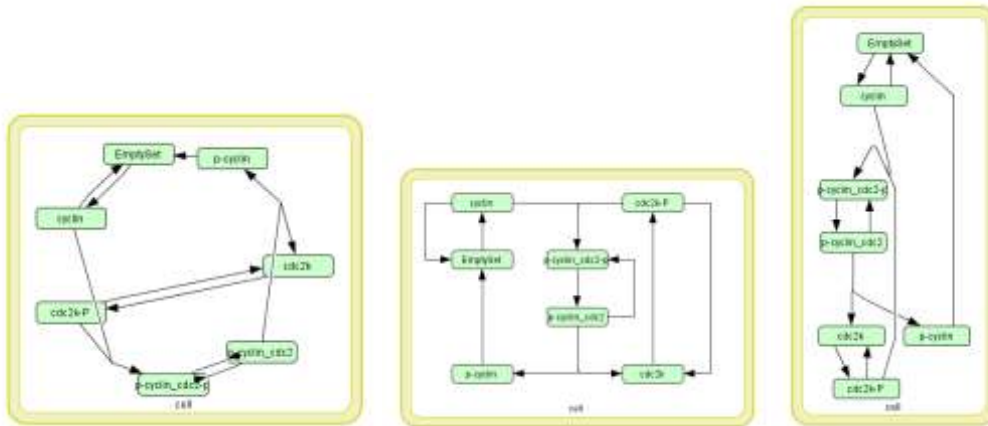 EmptySet
p-cyclin
cyclin
cdc2k
cdc2k-P
p-cyclin_cdc2
p-cyclin_cdc2-p
cell
cyclin
cdc2k-P
EmptySet
p-cyclin_cdc2-p
p-cyclin_cdc2
p-cyclin
cdc2k
cell
EmptySet
cyclin
p-cyclin_cdc2-p
p-cyclin_cdc2
cdc2k
p-cyclin
cdc2k-P
cell